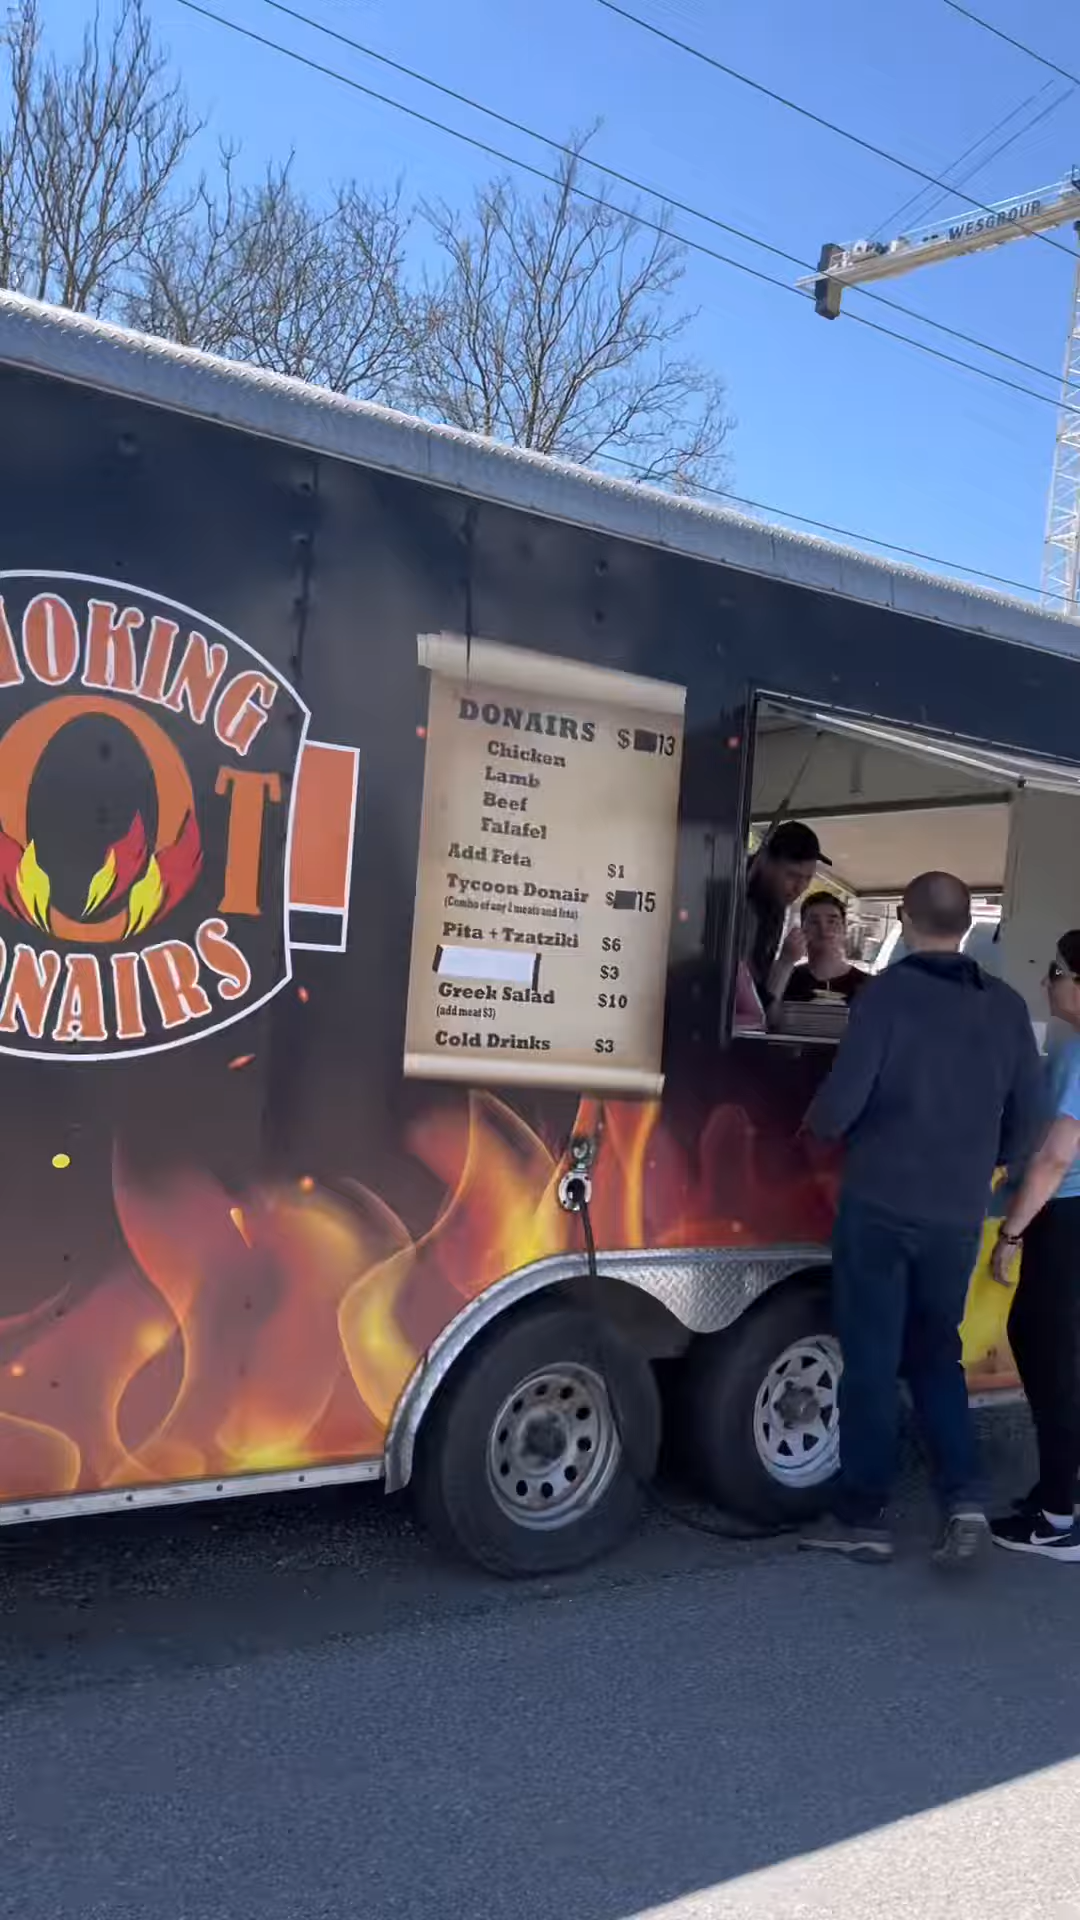 WESGROUP
OKING
OT
NAIRS
DONAIRS $ 13
Chicken
Lamb
Beef
Falafel
Add Feta $1
Tycoon Donair $ 15
(Combo of any 2 meats and feta)
Pita + Tzatziki $6
$3
Greek Salad $10
(add meat $3)
Cold Drinks $3